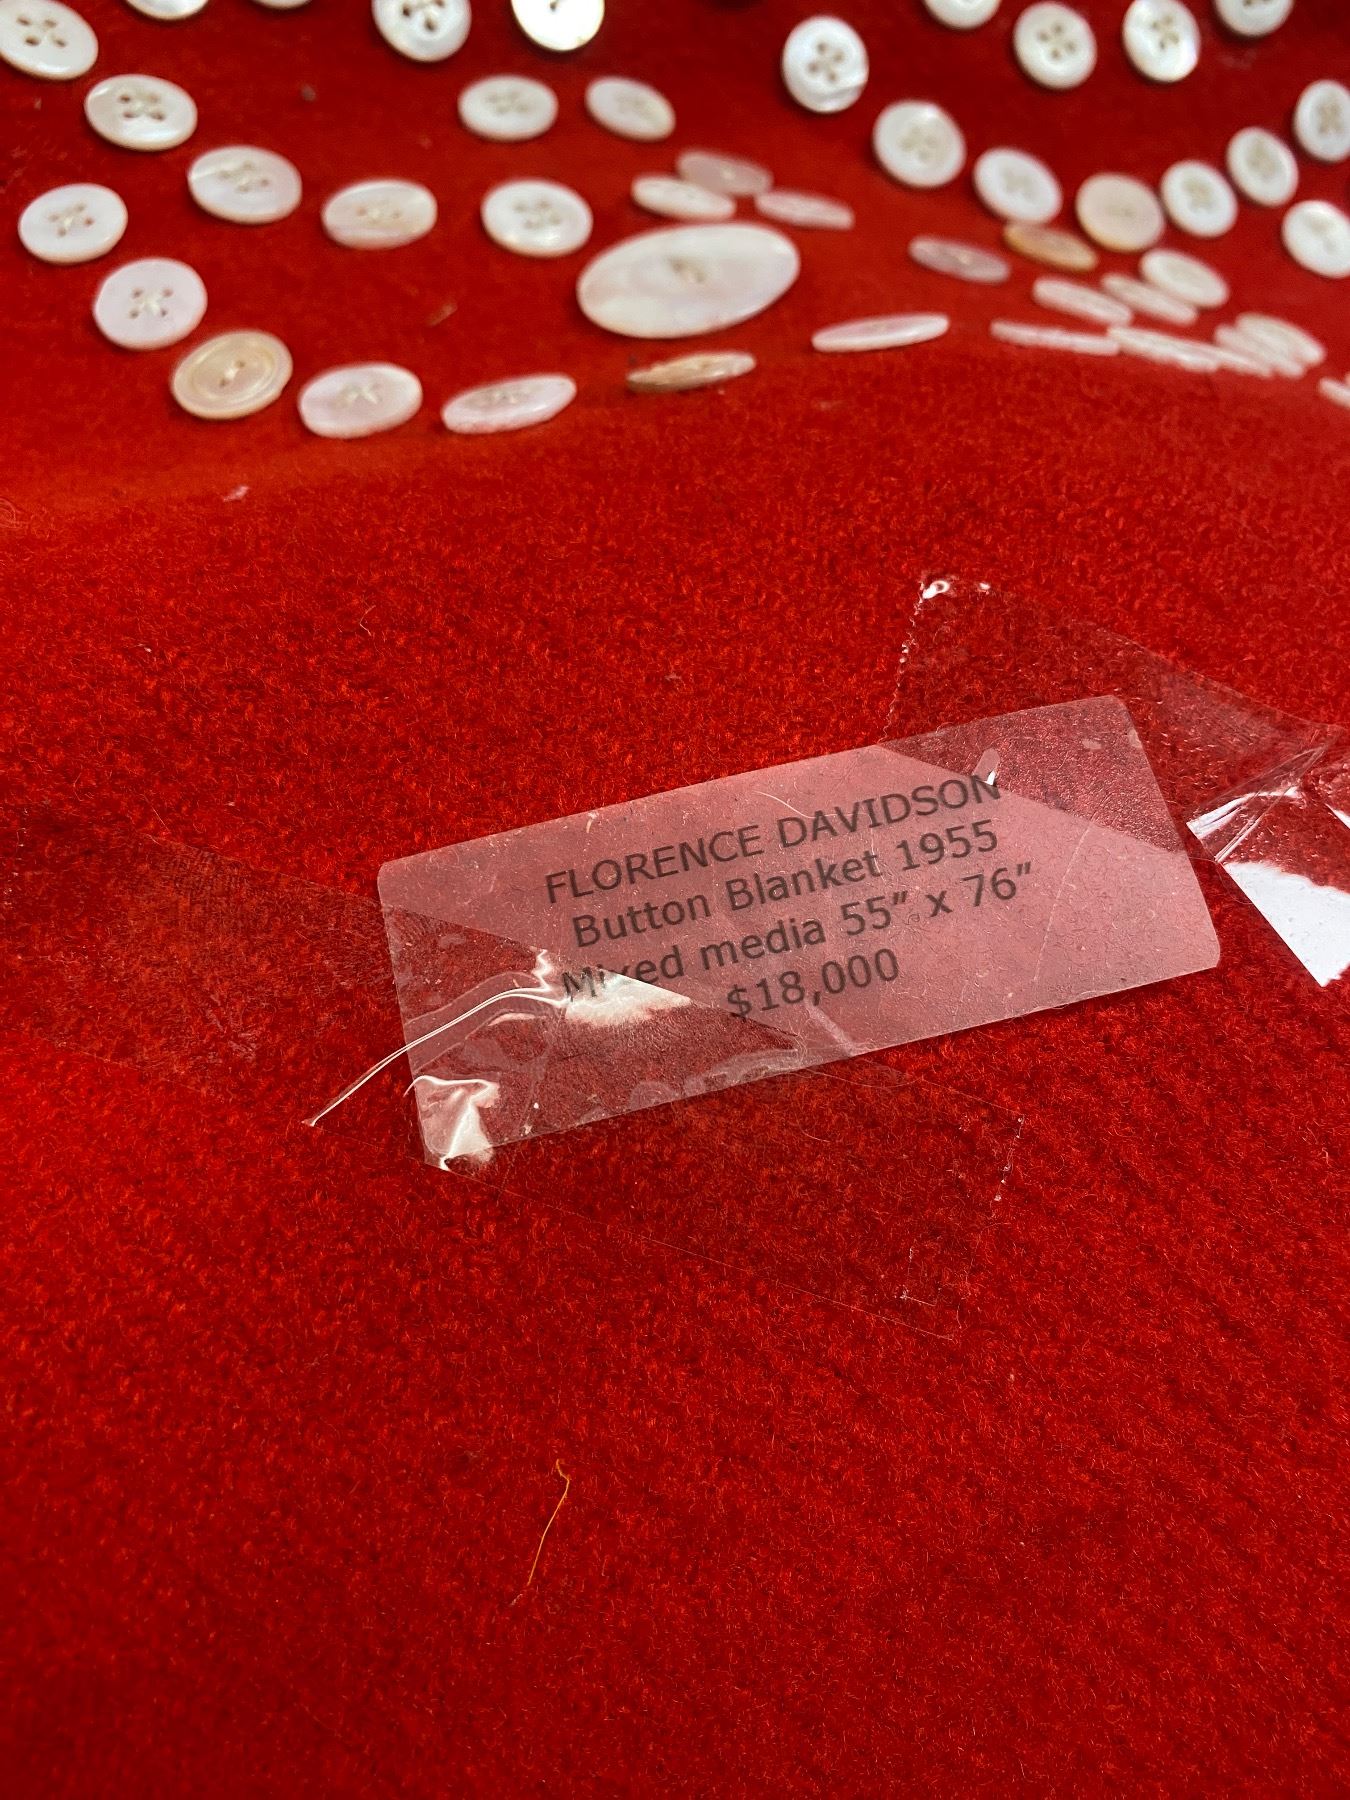 FLORENCE DAVIDSON
Button Blanket 1955
Mixed media 55″ x 76″
$18,000